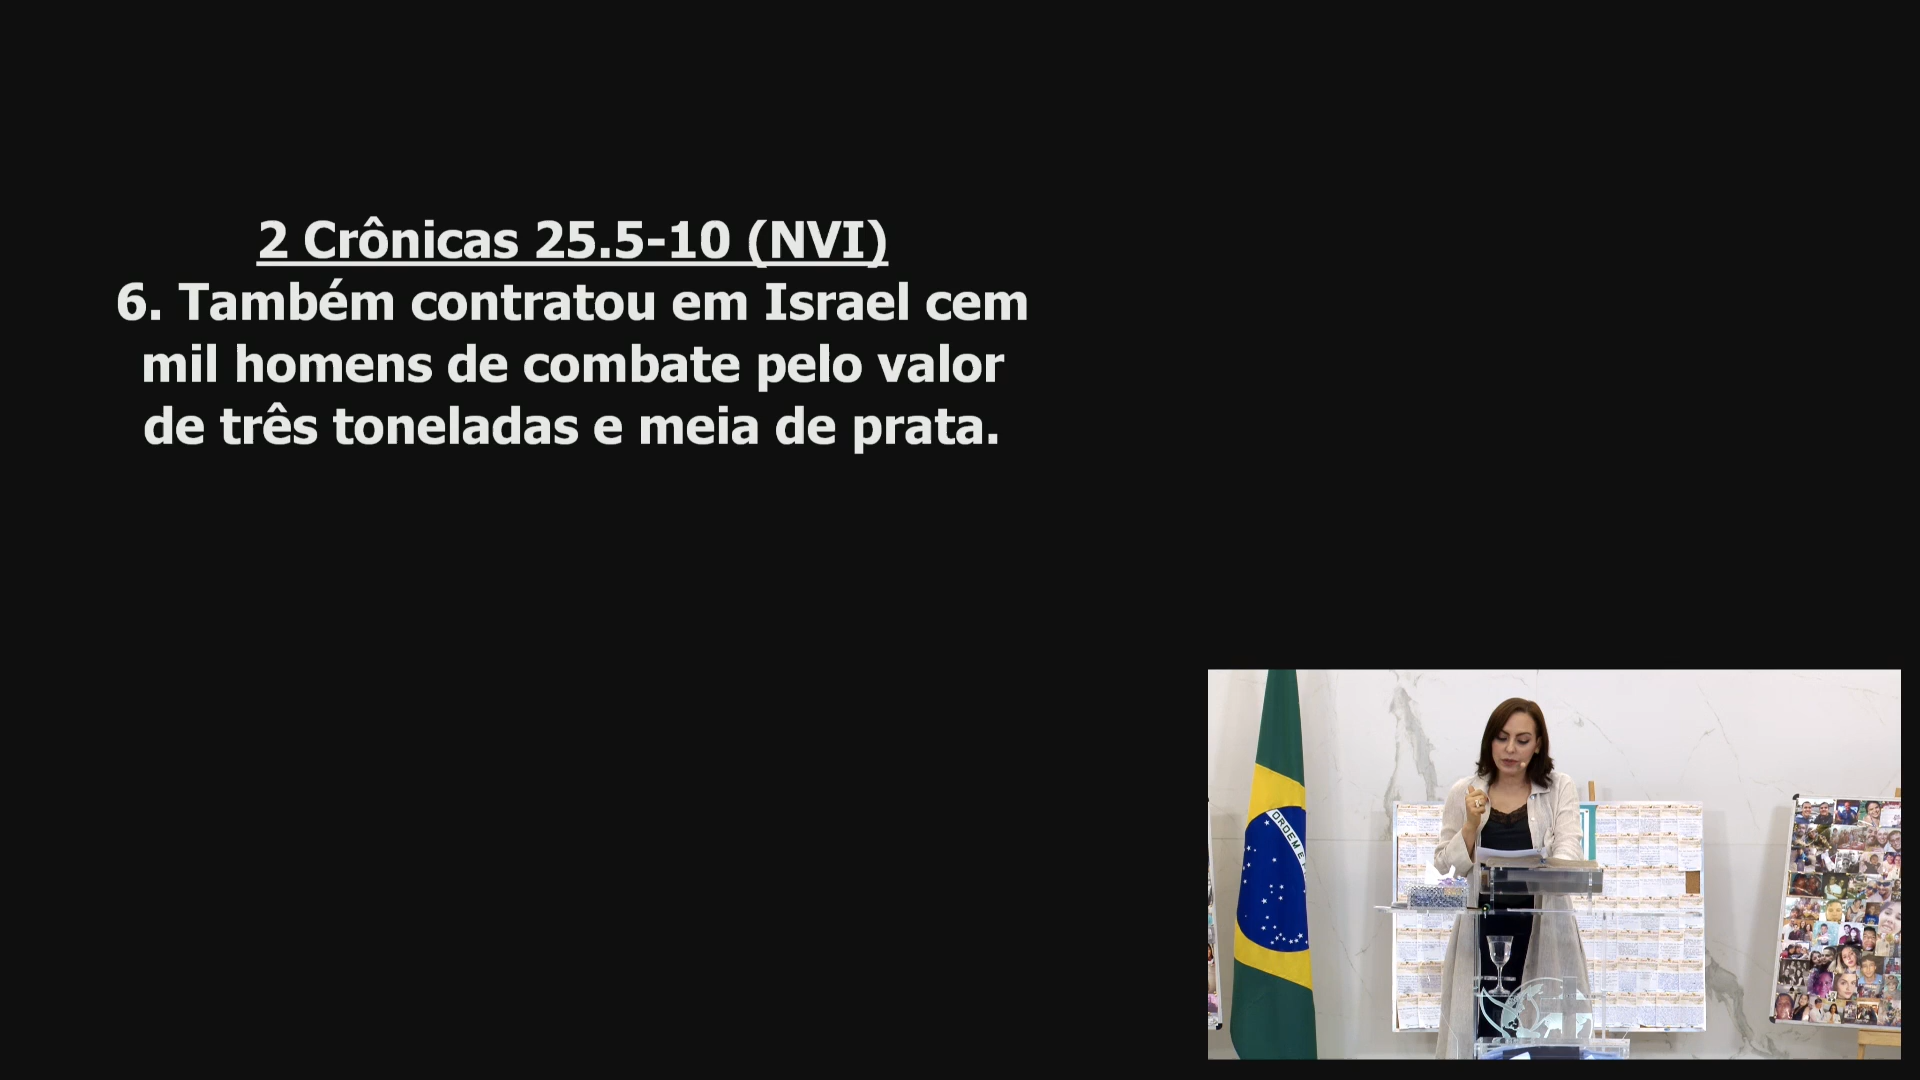 2 Crônicas 25.5-10 (NVI)
6. Também contratou em Israel cem
mil homens de combate pelo valor
de três toneladas e meia de prata.
ORDEM E